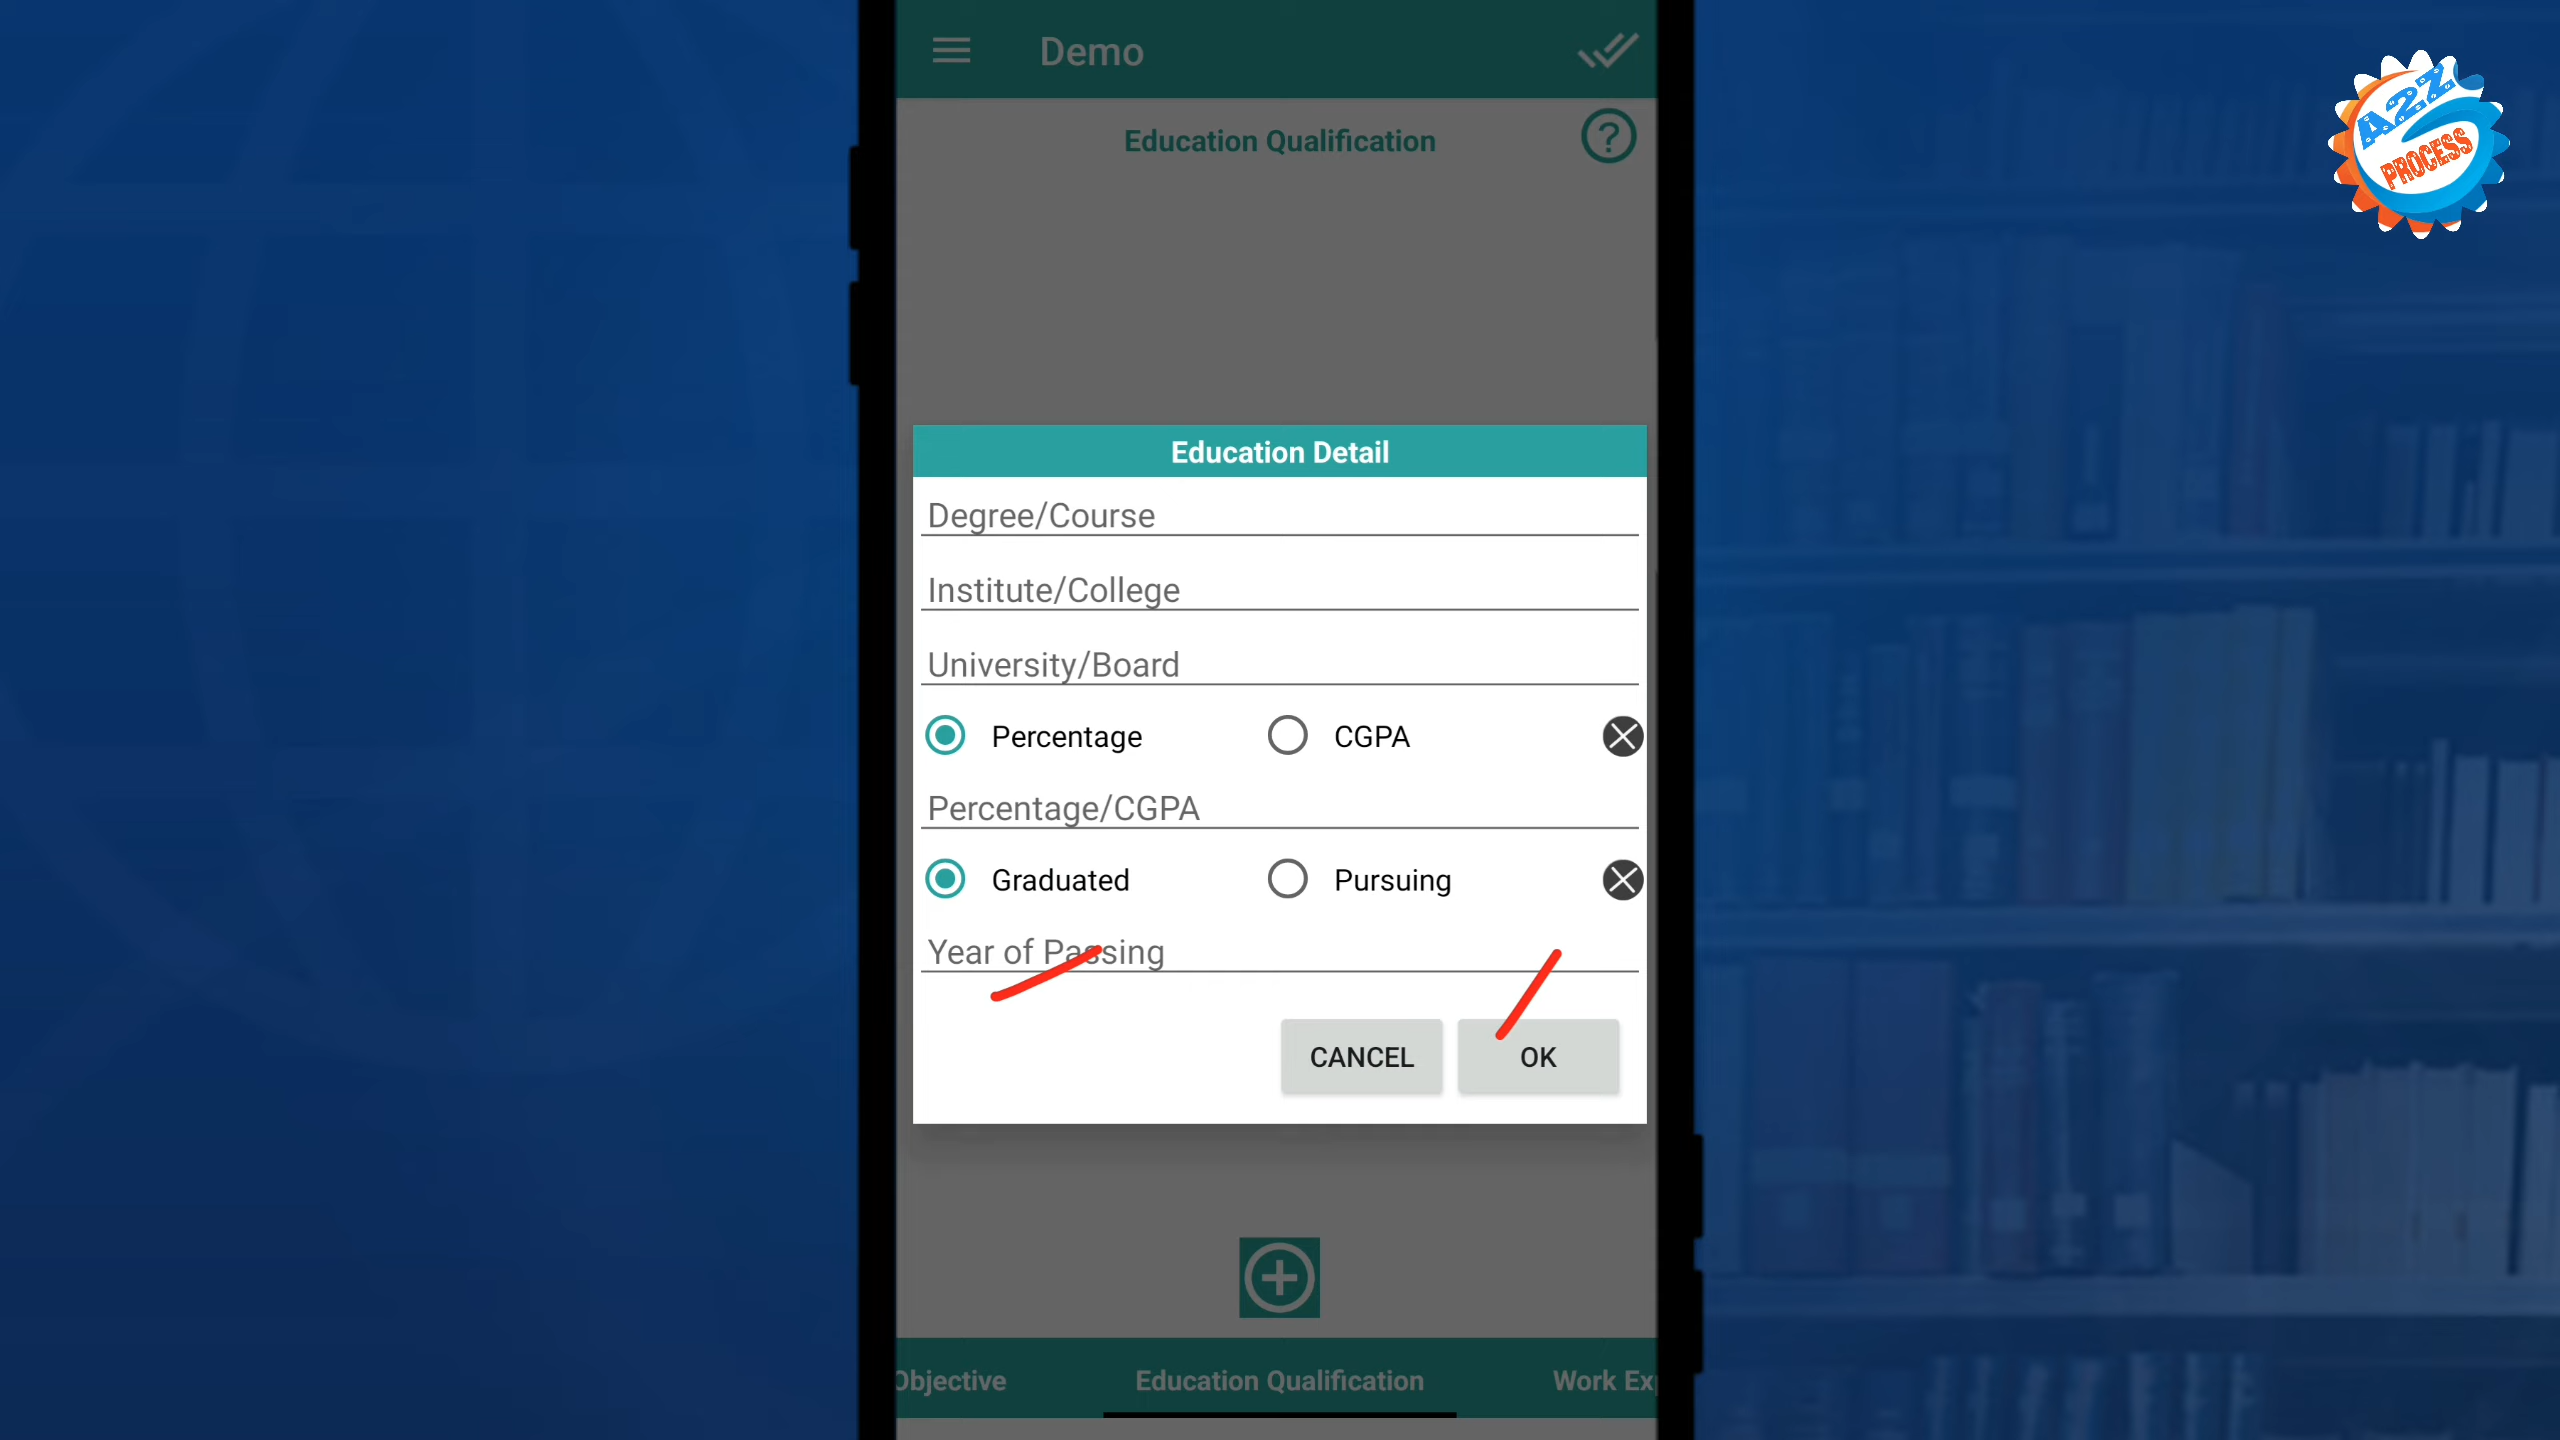 Demo
A2Z
PROCESS
Education Qualification
?
Education Detail
Degree/Course
Institute/College
University/Board
Percentage CGPA
Percentage/CGPA
Graduated Pursuing
Year of Passing
CANCEL OK
Objective Education Qualification Work Exp